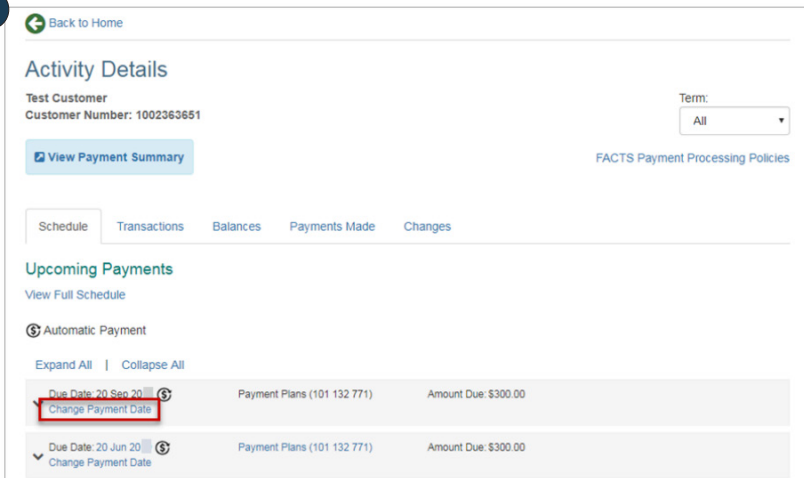 Back to Home
Activity Details
Test Customer
Customer Number: 1002363651
Term:
All
View Payment Summary
FACTS Payment Processing Policies
Schedule Transactions Balances Payments Made Changes
Upcoming Payments
View Full Schedule
Automatic Payment
Expand All | Collapse All
Due Date: 20 Sep 20 Payment Plans (101 132 771) Amount Due: $300.00
Change Payment Date
Due Date: 20 Jun 20 Payment Plans (101 132 771) Amount Due: $300.00
Change Payment Date